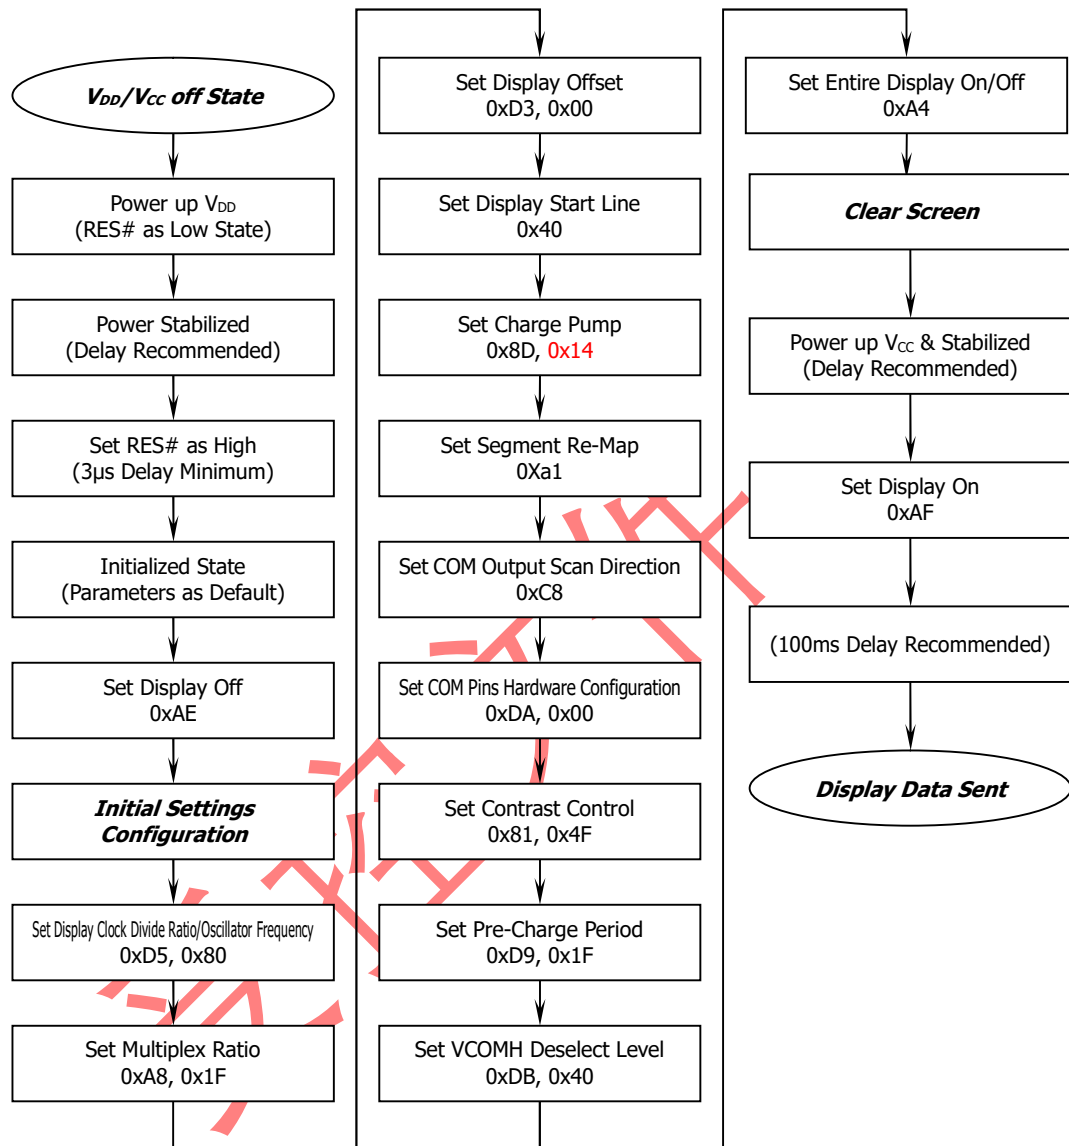 V_DD/V_CC off State
Power up V_DD
(RES# as Low State)
Power Stabilized
(Delay Recommended)
Set RES# as High
(3μs Delay Minimum)
Initialized State
(Parameters as Default)
Set Display Off
0xAE
Initial Settings
Configuration
Set Display Clock Divide Ratio/Oscillator Frequency
0xD5, 0x80
Set Multiplex Ratio
0xA8, 0x1F
Set Display Offset
0xD3, 0x00
Set Display Start Line
0x40
Set Charge Pump
0x8D, 0x14
Set Segment Re-Map
0Xa1
Set COM Output Scan Direction
0xC8
Set COM Pins Hardware Configuration
0xDA, 0x00
Set Contrast Control
0x81, 0x4F
Set Pre-Charge Period
0xD9, 0x1F
Set VCOMH Deselect Level
0xDB, 0x40
Set Entire Display On/Off
0xA4
Clear Screen
Power up V_CC & Stabilized
(Delay Recommended)
Set Display On
0xAF
(100ms Delay Recommended)
Display Data Sent